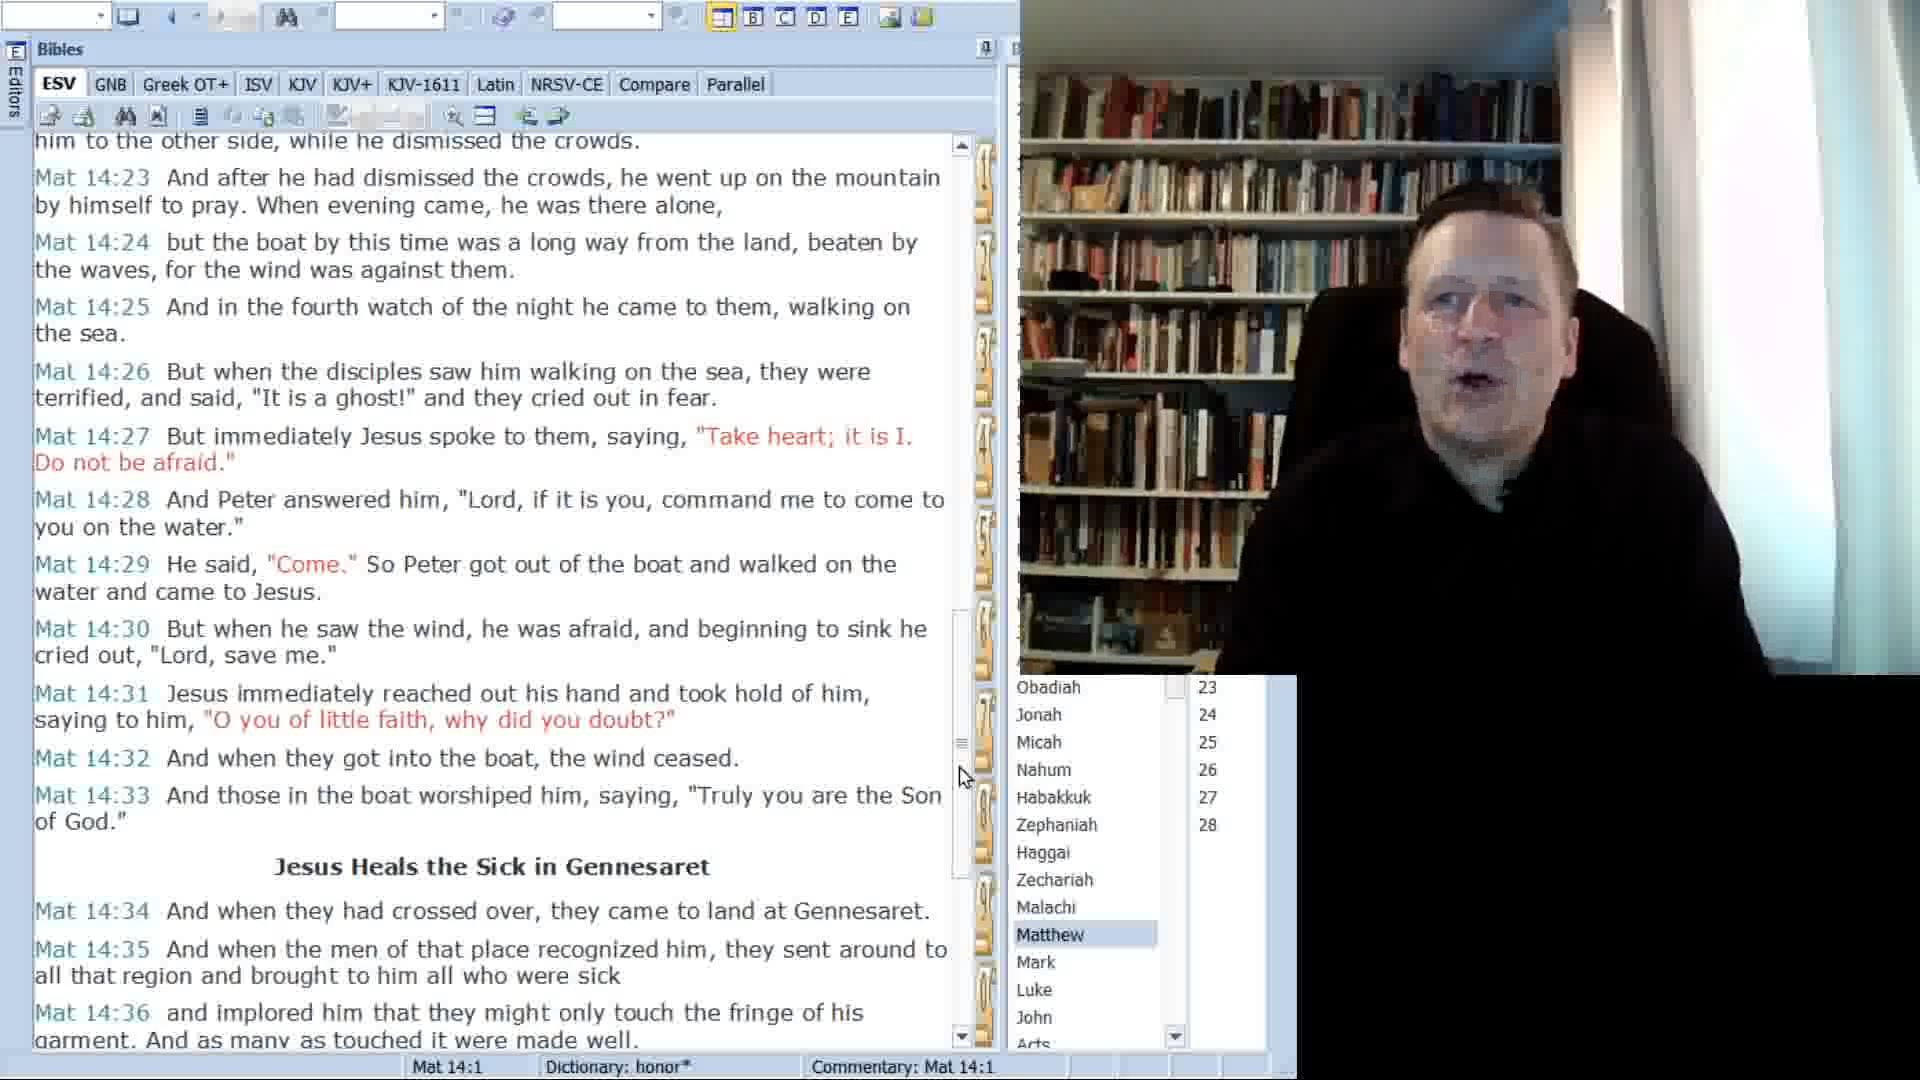 B C D E
E
Editors
Bibles
ESV GNB Greek OT+ ISV KJV KJV+ KJV-1611 Latin NRSV-CE Compare Parallel
him to the other side, while he dismissed the crowds.
Mat 14:23 And after he had dismissed the crowds, he went up on the mountain
by himself to pray. When evening came, he was there alone,
Mat 14:24 but the boat by this time was a long way from the land, beaten by
the waves, for the wind was against them.
Mat 14:25 And in the fourth watch of the night he came to them, walking on
the sea.
Mat 14:26 But when the disciples saw him walking on the sea, they were
terrified, and said, "It is a ghost!" and they cried out in fear.
Mat 14:27 But immediately Jesus spoke to them, saying, "Take heart; it is I.
Do not be afraid."
Mat 14:28 And Peter answered him, "Lord, if it is you, command me to come to
you on the water."
Mat 14:29 He said, "Come." So Peter got out of the boat and walked on the
water and came to Jesus.
Mat 14:30 But when he saw the wind, he was afraid, and beginning to sink he
cried out, "Lord, save me."
Mat 14:31 Jesus immediately reached out his hand and took hold of him,
saying to him, "O you of little faith, why did you doubt?"
Mat 14:32 And when they got into the boat, the wind ceased.
Mat 14:33 And those in the boat worshiped him, saying, "Truly you are the Son
of God."
Jesus Heals the Sick in Gennesaret
Mat 14:34 And when they had crossed over, they came to land at Gennesaret.
Mat 14:35 And when the men of that place recognized him, they sent around to
all that region and brought to him all who were sick
Mat 14:36 and implored him that they might only touch the fringe of his
garment. And as many as touched it were made well.
1
2
3
4
5
6
7
8
9
0
Obadiah 23
Jonah 24
Micah 25
Nahum 26
Habakkuk 27
Zephaniah 28
Haggai
Zechariah
Malachi
Matthew
Mark
Luke
John
Acts
Mat 14:1 Dictionary: honor* Commentary: Mat 14:1